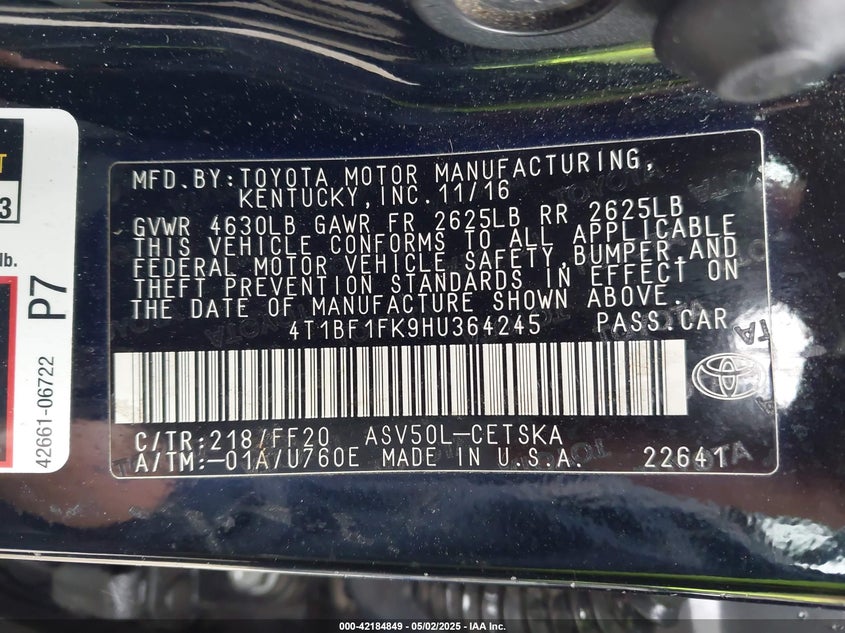 T
3
lb.
P7
42661-06722
MFD.BY:TOYOTA MOTOR MANUFACTURING,
KENTUCKY,INC.11/16
GVWR 4630LB GAWR FR 2625LB RR 2625LB
THIS VEHICLE CONFORMS TO ALL APPLICABLE
FEDERAL MOTOR VEHICLE SAFETY,BUMPER,AND
THEFT PREVENTION STANDARDS IN EFFECT ON
THE DATE OF MANUFACTURE SHOWN ABOVE.
4T1BF1FK9HU364245 PASS.CAR
C/TR:218/FF20 ASV50L-CETSKA
A/TM:-01A/U760E MADE IN U.S.A. 22641
000-42184849 - 05/02/2025 - IAA Inc.